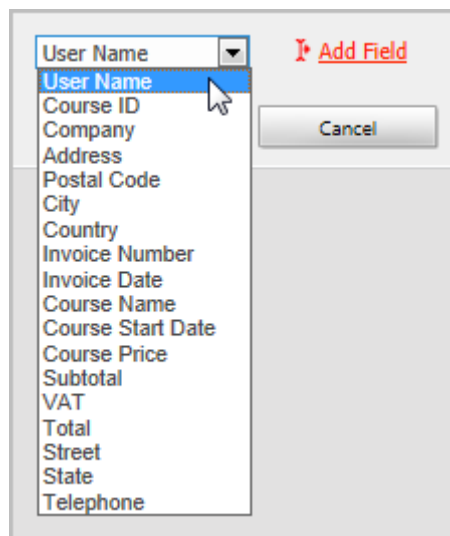 User Name
Add Field
User Name
Course ID
Company
Cancel
Address
Postal Code
City
Country
Invoice Number
Invoice Date
Course Name
Course Start Date
Course Price
Subtotal
VAT
Total
Street
State
Telephone